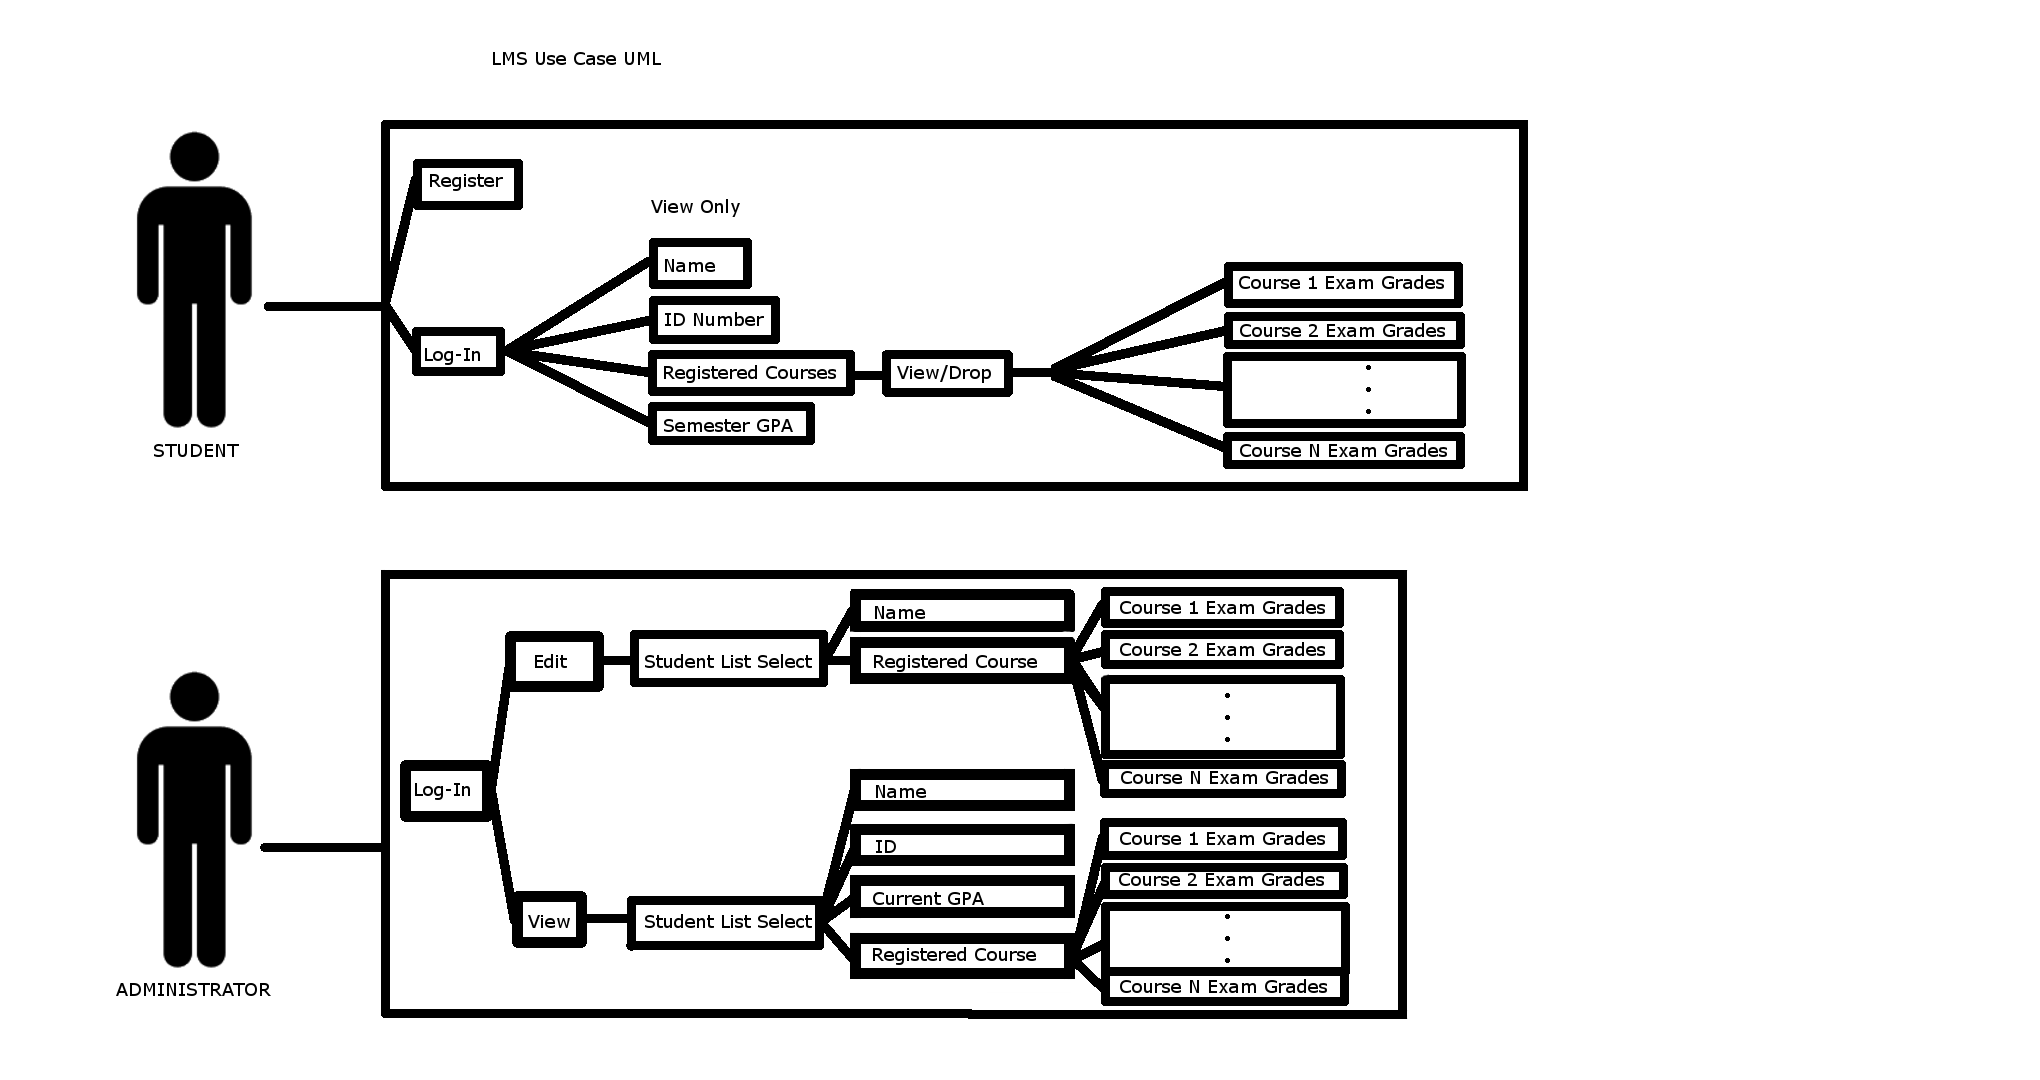 LMS Use Case UML
Register
View Only
Name
ID Number
Log-In
Registered Courses
View/Drop
Semester GPA
Course 1 Exam Grades
Course 2 Exam Grades
.
.
.
Course N Exam Grades
STUDENT
Log-In
Edit
Student List Select
Name
Registered Course
Course 1 Exam Grades
Course 2 Exam Grades
.
.
.
Course N Exam Grades
View
Student List Select
Name
ID
Current GPA
Registered Course
Course 1 Exam Grades
Course 2 Exam Grades
.
.
.
Course N Exam Grades
ADMINISTRATOR